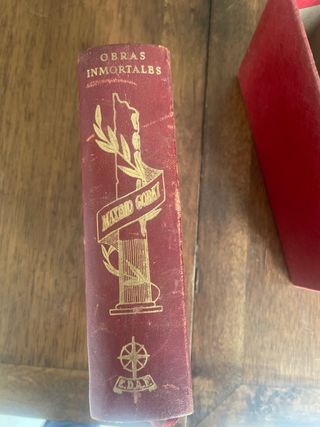 OBRAS
INMORTALES
MAXIMO GORKI
E.D.A.F.